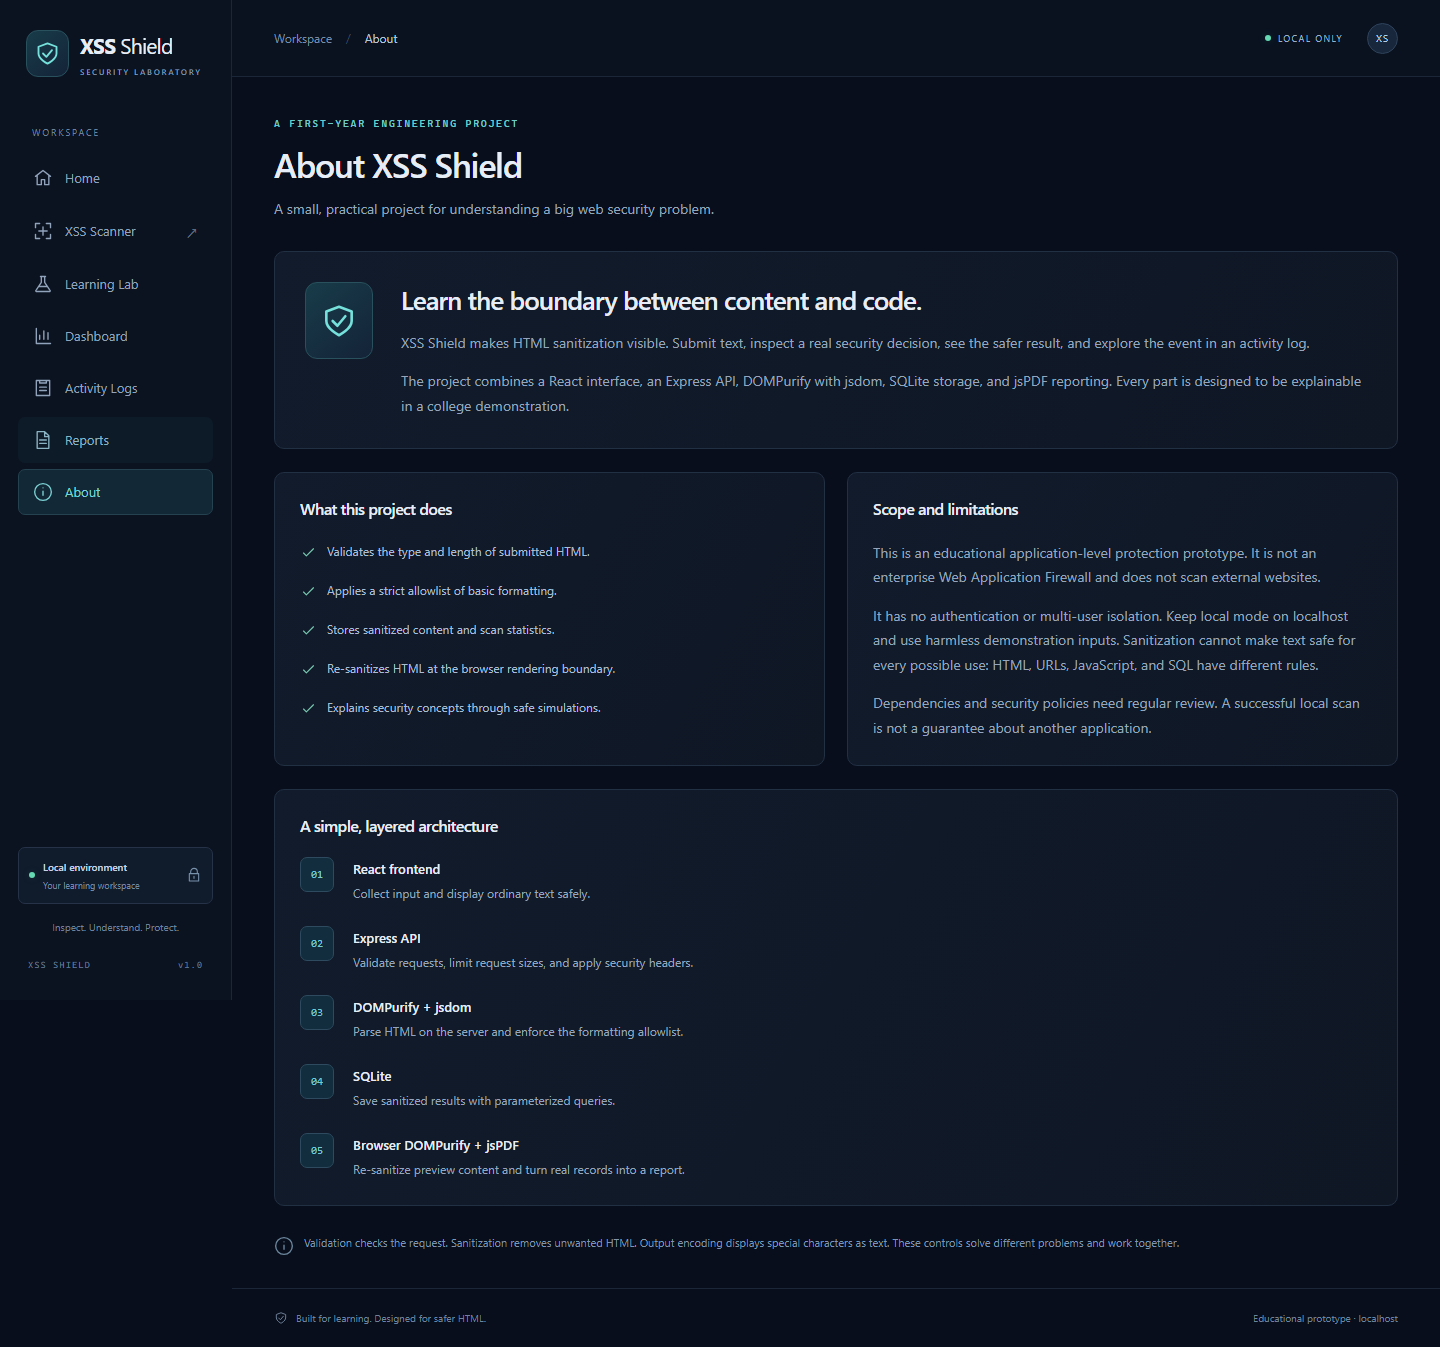 XSS Shield
SECURITY LABORATORY
WORKSPACE
Home
XSS Scanner
Learning Lab
Dashboard
Activity Logs
Reports
About
Local environment
Your learning workspace
Inspect. Understand. Protect.
XSS SHIELD v1.0
Workspace / About
LOCAL ONLY
XS
A FIRST-YEAR ENGINEERING PROJECT
About XSS Shield
A small, practical project for understanding a big web security problem.
Learn the boundary between content and code.
XSS Shield makes HTML sanitization visible. Submit text, inspect a real security decision, see the safer result, and explore the event in an activity log.
The project combines a React interface, an Express API, DOMPurify with jsdom, SQLite storage, and jsPDF reporting. Every part is designed to be explainable
in a college demonstration.
What this project does
Validates the type and length of submitted HTML.
Applies a strict allowlist of basic formatting.
Stores sanitized content and scan statistics.
Re-sanitizes HTML at the browser rendering boundary.
Explains security concepts through safe simulations.
Scope and limitations
This is an educational application-level protection prototype. It is not an
enterprise Web Application Firewall and does not scan external websites.
It has no authentication or multi-user isolation. Keep local mode on localhost
and use harmless demonstration inputs. Sanitization cannot make text safe for
every possible use: HTML, URLs, JavaScript, and SQL have different rules.
Dependencies and security policies need regular review. A successful local scan
is not a guarantee about another application.
A simple, layered architecture
01
React frontend
Collect input and display ordinary text safely.
02
Express API
Validate requests, limit request sizes, and apply security headers.
03
DOMPurify + jsdom
Parse HTML on the server and enforce the formatting allowlist.
04
SQLite
Save sanitized results with parameterized queries.
05
Browser DOMPurify + jsPDF
Re-sanitize preview content and turn real records into a report.
Validation checks the request. Sanitization removes unwanted HTML. Output encoding displays special characters as text. These controls solve different problems and work together.
Built for learning. Designed for safer HTML.
Educational prototype · localhost